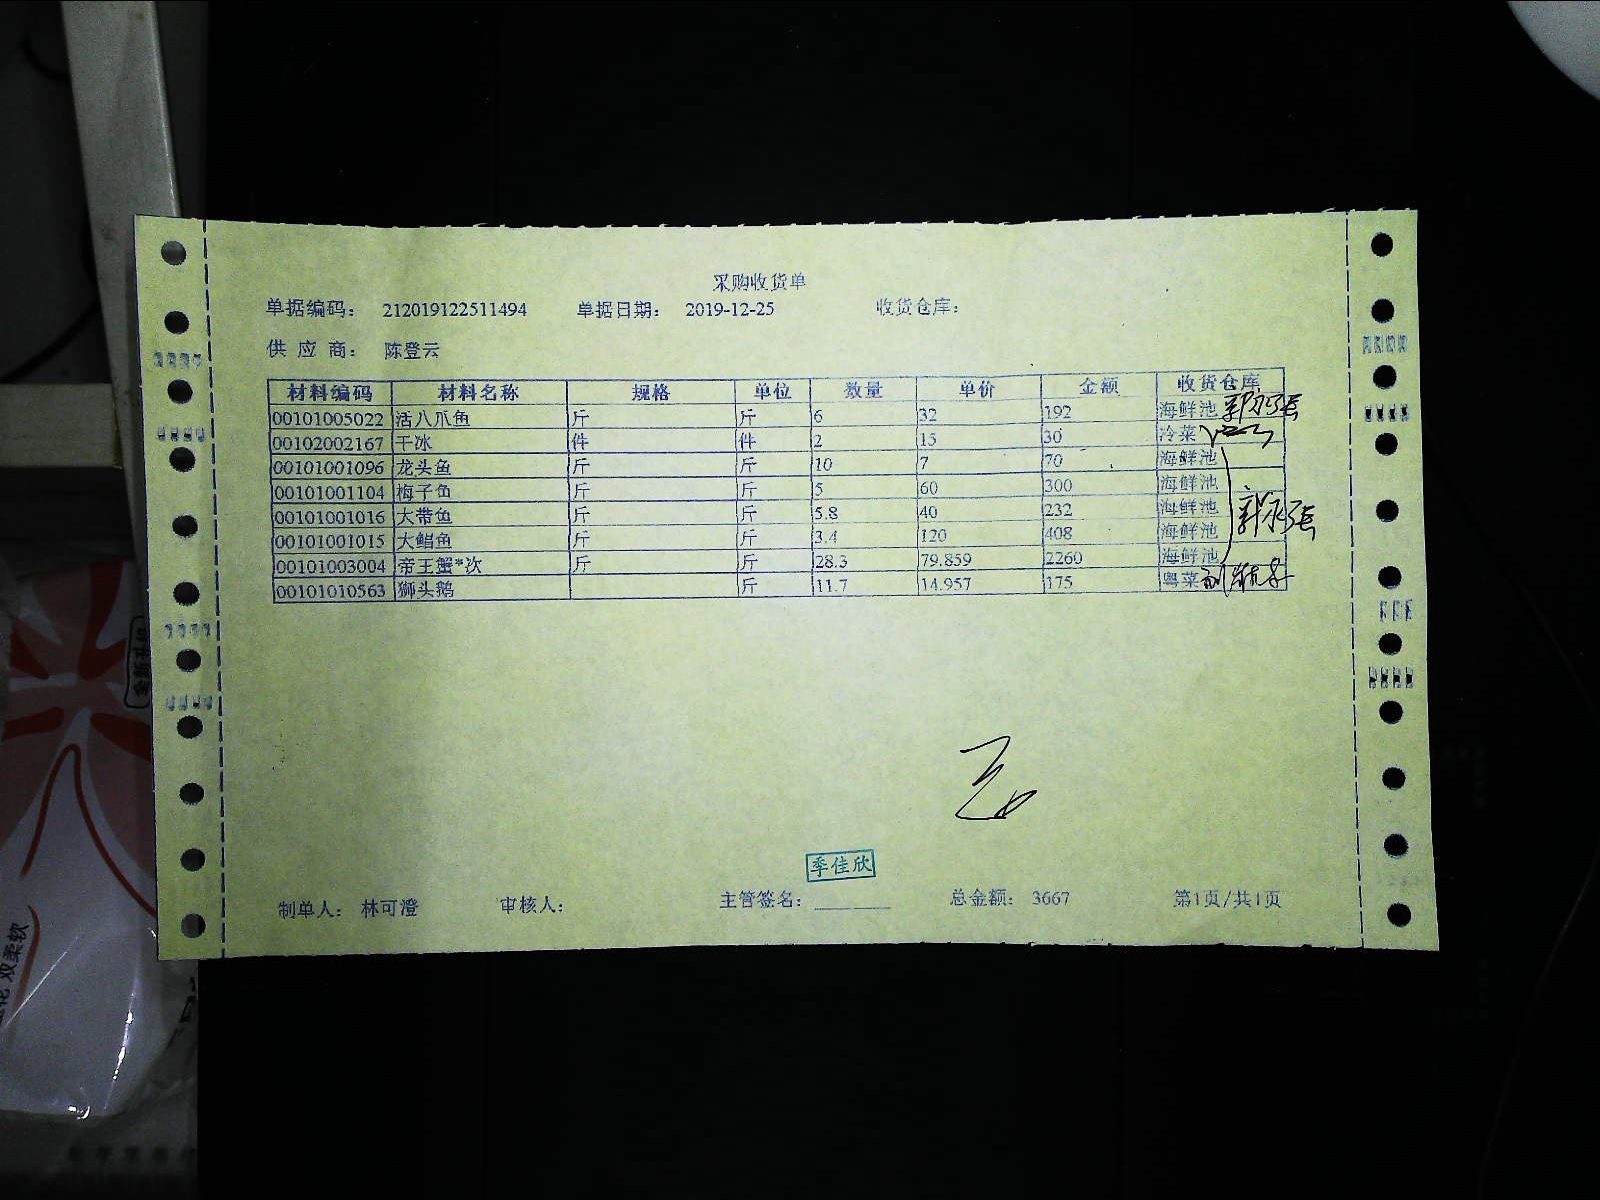 采购收货单
单据编码： 212019122511494 单据日期： 2019-12-25 收货仓库：
供应商： 陈登云
材料编码 材料名称 规格 单位 数量 单价 金额 收货仓库
00101005022 活八爪鱼 斤 斤 6 32 192 海鲜池
00102002167 干冰 件 件 2 15 30 冷菜
00101001096 龙头鱼 斤 斤 10 7 70 海鲜池
00101001104 梅子鱼 斤 斤 5 60 300 海鲜池
00101001016 大带鱼 斤 斤 5.8 40 232 海鲜池
00101001015 大鲳鱼 斤 斤 3.4 120 408 海鲜池
00101003004 帝王蟹*次 斤 斤 28.3 79.859 2260 海鲜池
00101010563 狮头鹅 斤 11.7 14.957 175 粤菜
季佳欣
制单人： 林可澄 审核人： 主管签名： 总金额： 3667 第1页/共1页
双柔软